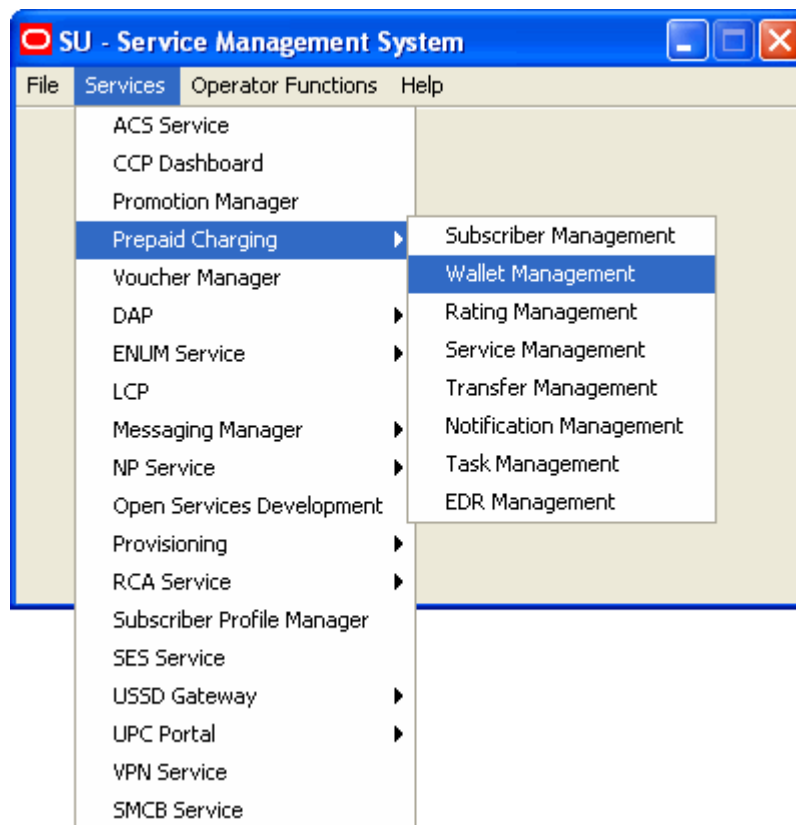 SU - Service Management System
File Services Operator Functions Help
ACS Service
CCP Dashboard
Promotion Manager
Prepaid Charging
Voucher Manager
DAP
ENUM Service
LCP
Messaging Manager
NP Service
Open Services Development
Provisioning
RCA Service
Subscriber Profile Manager
SES Service
USSD Gateway
UPC Portal
VPN Service
SMCB Service
Subscriber Management
Wallet Management
Rating Management
Service Management
Transfer Management
Notification Management
Task Management
EDR Management